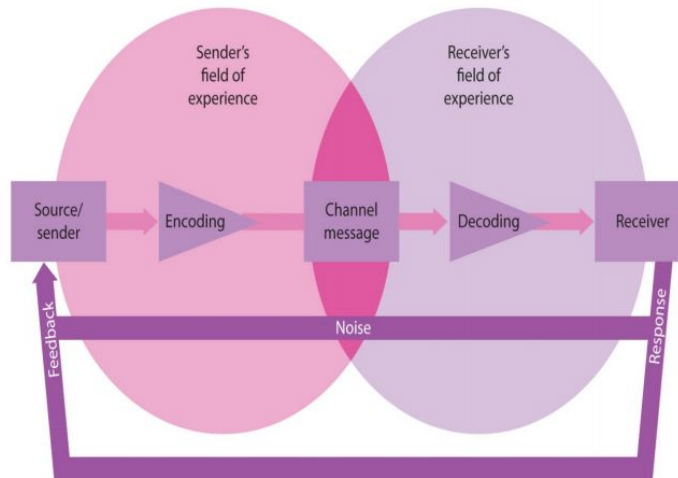 Sender's
field of
experience
Receiver's
field of
experience
Source/
sender
Encoding
Channel
message
Decoding
Receiver
Feedback
Noise
Response